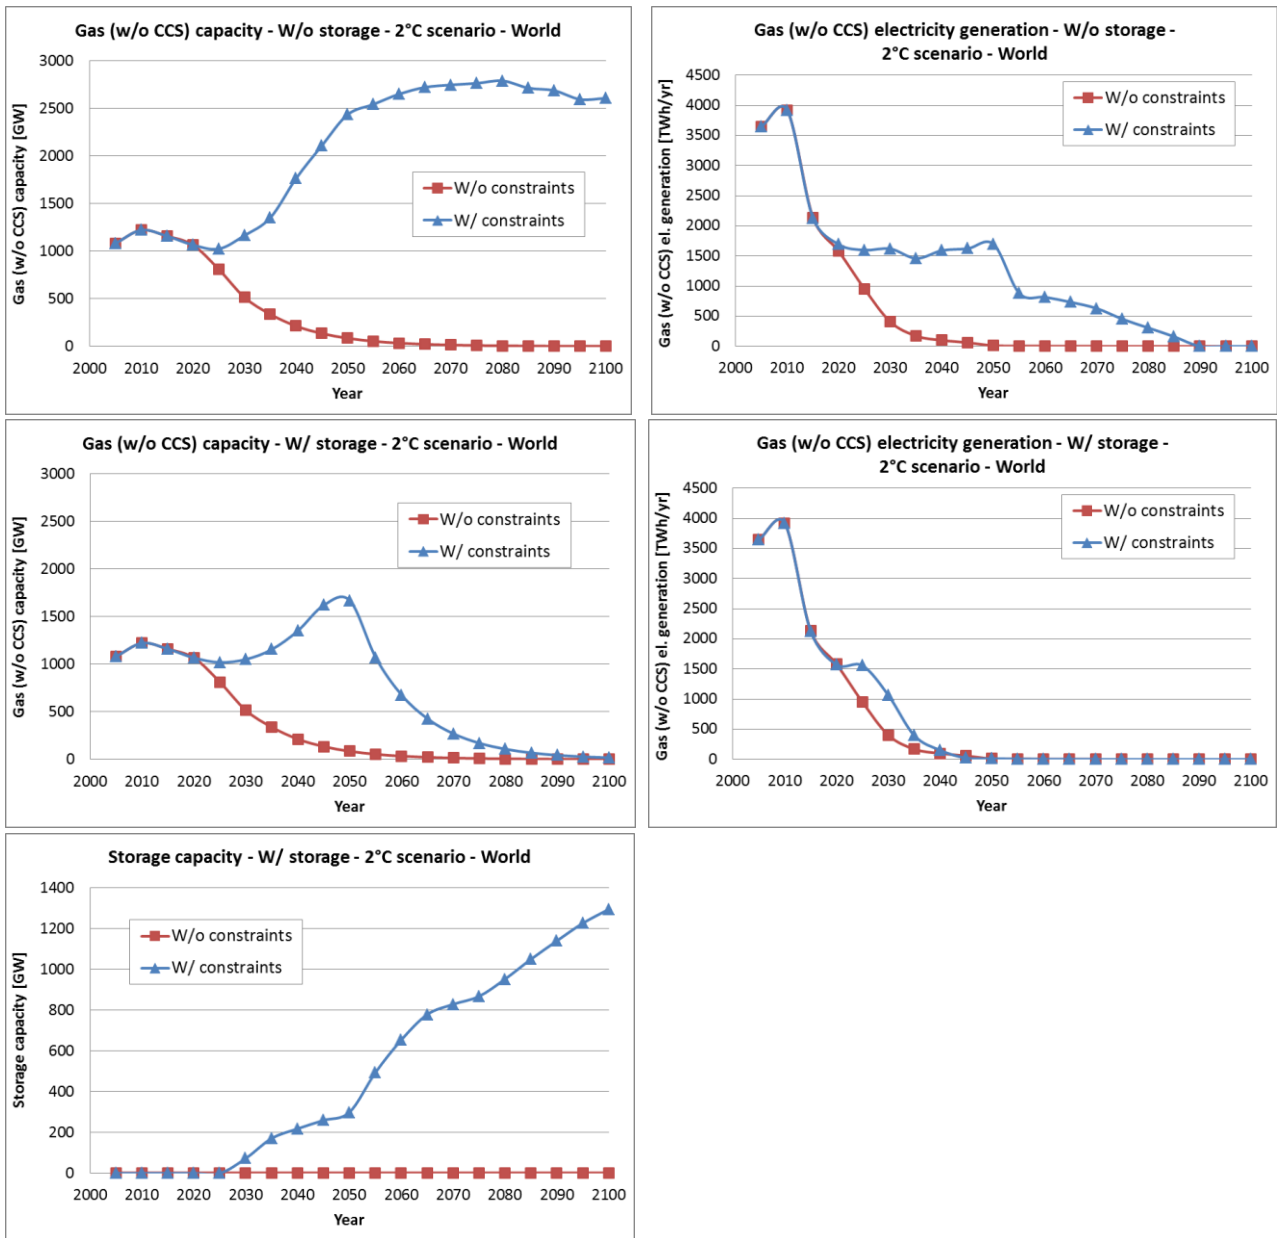 Gas (w/o CCS) capacity - W/o storage - 2°C scenario - World
Gas (w/o CCS) capacity [GW]
3000
2500
2000
1500
1000
500
0
W/o constraints
W/ constraints
2000 2010 2020 2030 2040 2050 2060 2070 2080 2090 2100
Year
Gas (w/o CCS) electricity generation - W/o storage -
2°C scenario - World
Gas (w/o CCS) el. generation [TWh/yr]
4500
4000
3500
3000
2500
2000
1500
1000
500
0
W/o constraints
W/ constraints
2000 2010 2020 2030 2040 2050 2060 2070 2080 2090 2100
Year
Gas (w/o CCS) capacity - W/ storage - 2°C scenario - World
Gas (w/o CCS) capacity [GW]
3000
2500
2000
1500
1000
500
0
W/o constraints
W/ constraints
2000 2010 2020 2030 2040 2050 2060 2070 2080 2090 2100
Year
Gas (w/o CCS) electricity generation - W/ storage -
2°C scenario - World
Gas (w/o CCS) el. generation [TWh/yr]
4500
4000
3500
3000
2500
2000
1500
1000
500
0
W/o constraints
W/ constraints
2000 2010 2020 2030 2040 2050 2060 2070 2080 2090 2100
Year
Storage capacity - W/ storage - 2°C scenario - World
Storage capacity [GW]
1400
1200
1000
800
600
400
200
0
W/o constraints
W/ constraints
2000 2010 2020 2030 2040 2050 2060 2070 2080 2090 2100
Year